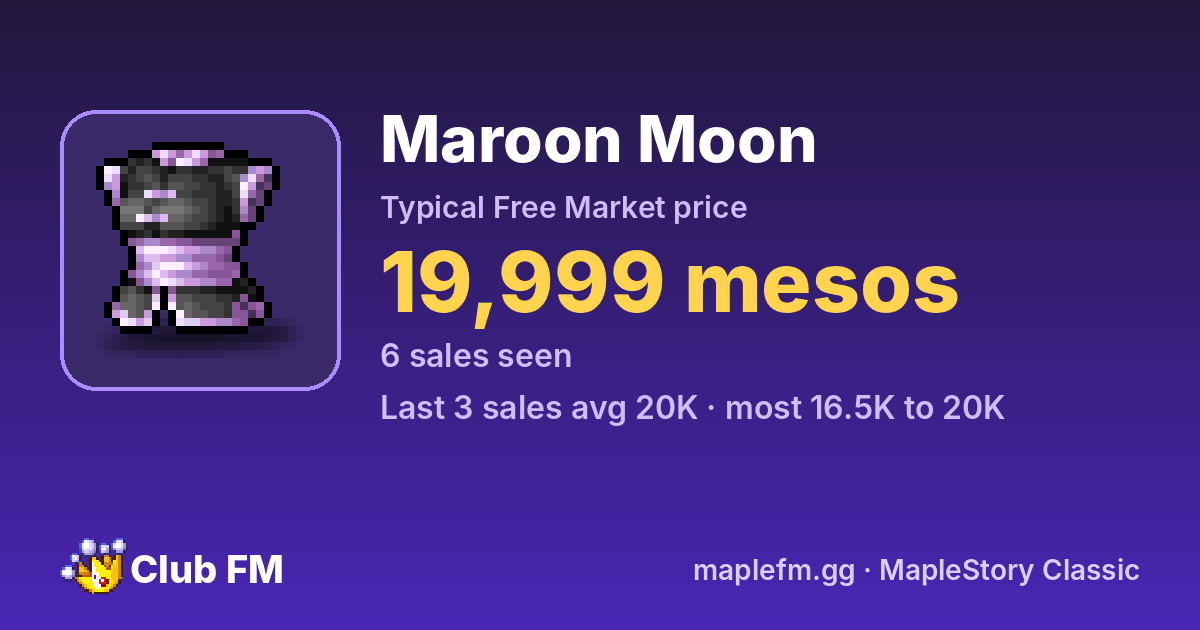 Maroon Moon
Typical Free Market price
19,999 mesos
6 sales seen
Last 3 sales avg 20K · most 16.5K to 20K
Club FM
maplefm.gg · MapleStory Classic